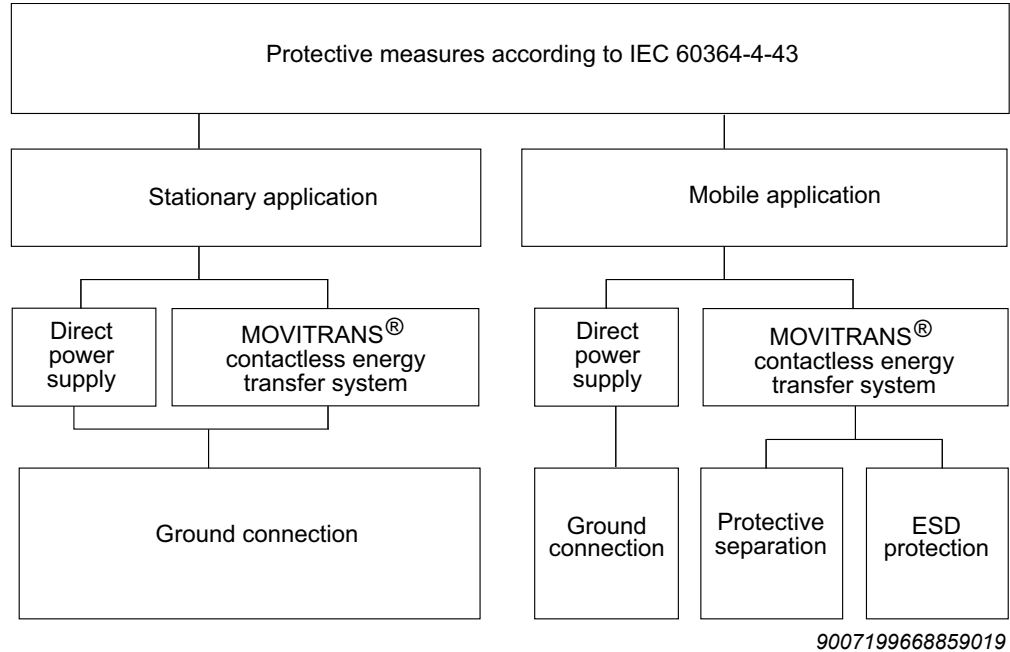 Protective measures according to IEC 60364-4-43
Stationary application
Mobile application
Direct
power
supply
MOVITRANS®
contactless energy
transfer system
Direct
power
supply
MOVITRANS®
contactless energy
transfer system
Ground connection
Ground
connection
Protective
separation
ESD
protection
9007199668859019